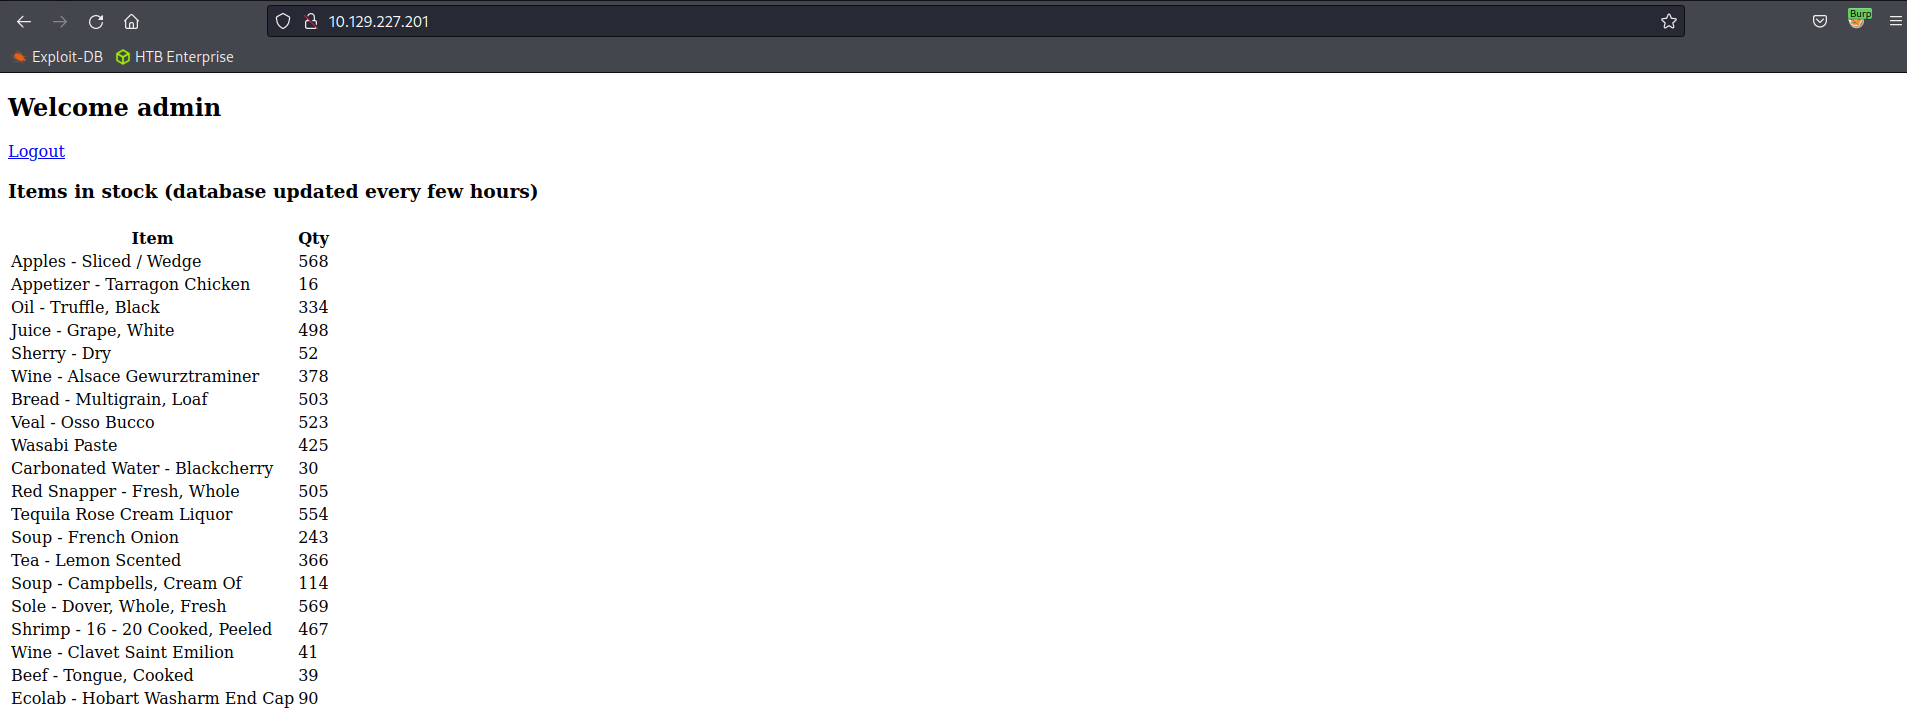 10.129.227.201
Burp
Exploit-DB HTB Enterprise
Welcome admin
Logout
Items in stock (database updated every few hours)
Item Qty
Apples - Sliced / Wedge 568
Appetizer - Tarragon Chicken 16
Oil - Truffle, Black 334
Juice - Grape, White 498
Sherry - Dry 52
Wine - Alsace Gewurztraminer 378
Bread - Multigrain, Loaf 503
Veal - Osso Bucco 523
Wasabi Paste 425
Carbonated Water - Blackcherry 30
Red Snapper - Fresh, Whole 505
Tequila Rose Cream Liquor 554
Soup - French Onion 243
Tea - Lemon Scented 366
Soup - Campbells, Cream Of 114
Sole - Dover, Whole, Fresh 569
Shrimp - 16 - 20 Cooked, Peeled 467
Wine - Clavet Saint Emilion 41
Beef - Tongue, Cooked 39
Ecolab - Hobart Washarm End Cap 90